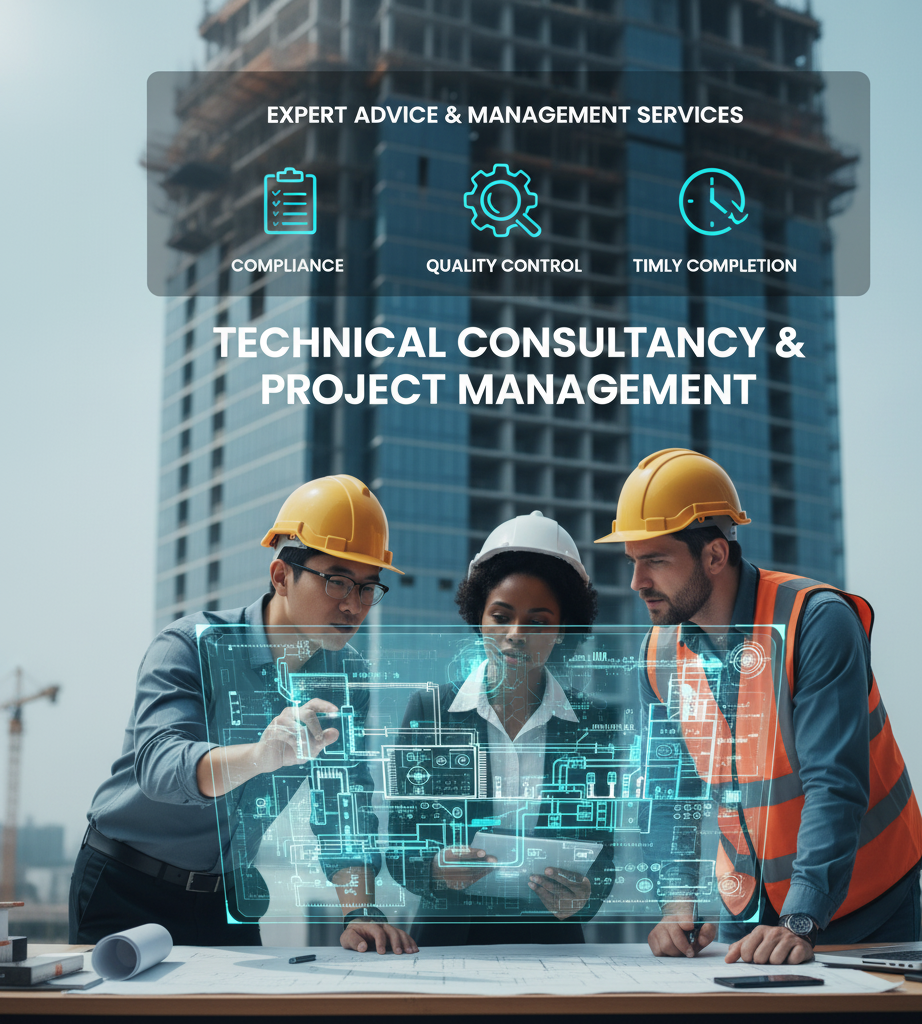 EXPERT ADVICE & MANAGEMENT SERVICES
COMPLIANCE
QUALITY CONTROL
TIMLY COMPLETION
TECHNICAL CONSULTANCY &
PROJECT MANAGEMENT